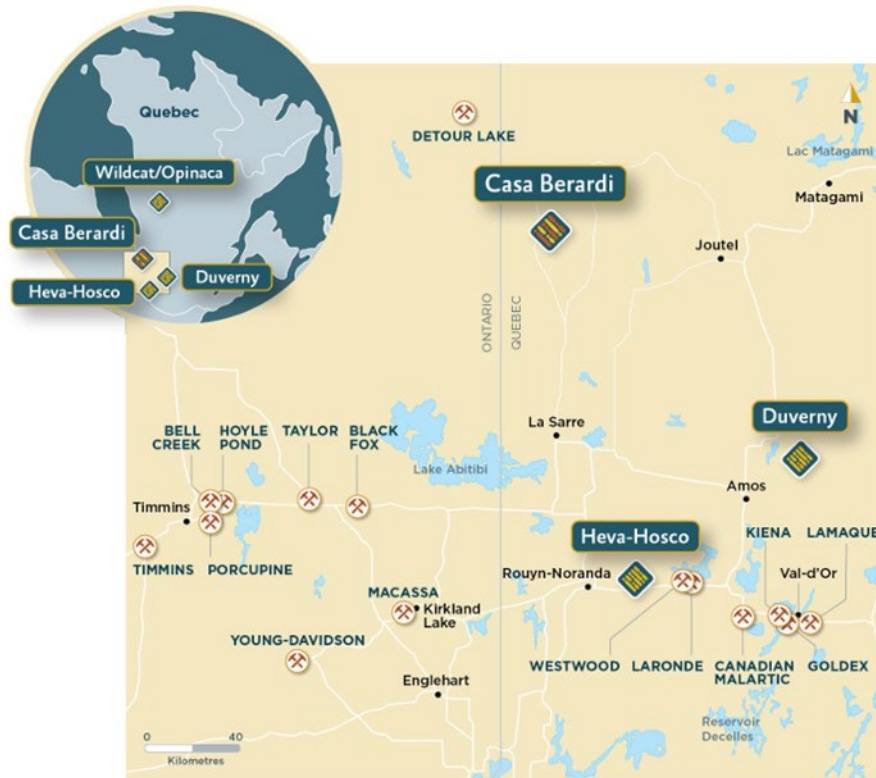 Quebec
Wildcat/Opinaca
Casa Berardi
Duverny
Heva-Hosco
DETOUR LAKE
N
Lac Matagami
Casa Berardi
Matagami
Joutel
ONTARIO
QUEBEC
La Sarre
Duverny
BELL
CREEK
HOYLE
POND
TAYLOR
BLACK
FOX
Lake Abitibi
Amos
Timmins
Heva-Hosco
KIENA
LAMAQUE
TIMMINS
PORCUPINE
Rouyn-Noranda
Val-d'Or
MACASSA
Kirkland
Lake
YOUNG-DAVIDSON
WESTWOOD
LARONDE
CANADIAN
MALARTIC
GOLDEX
Englehart
Reservoir
Decelles
0
40
Kilometres